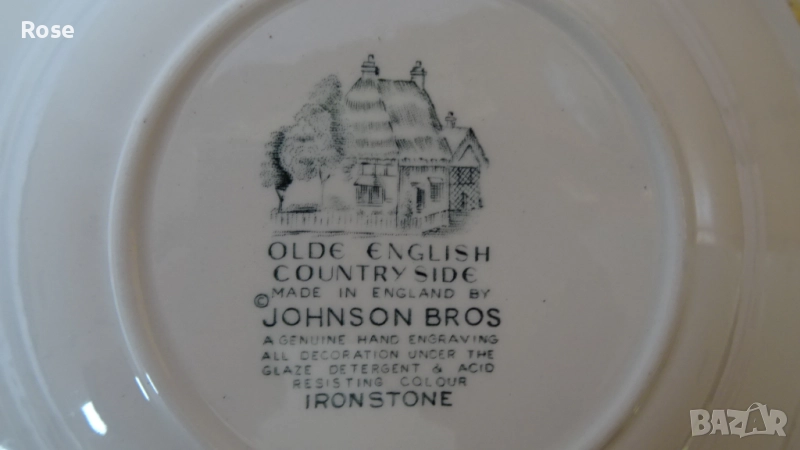 Rose
OLDE ENGLISH
COUNTRYSIDE
MADE IN ENGLAND BY
© JOHNSON BROS
A GENUINE HAND ENGRAVING
ALL DECORATION UNDER THE
GLAZE DETERGENT & ACID
RESISTING COLOUR
IRONSTONE
BAZAR